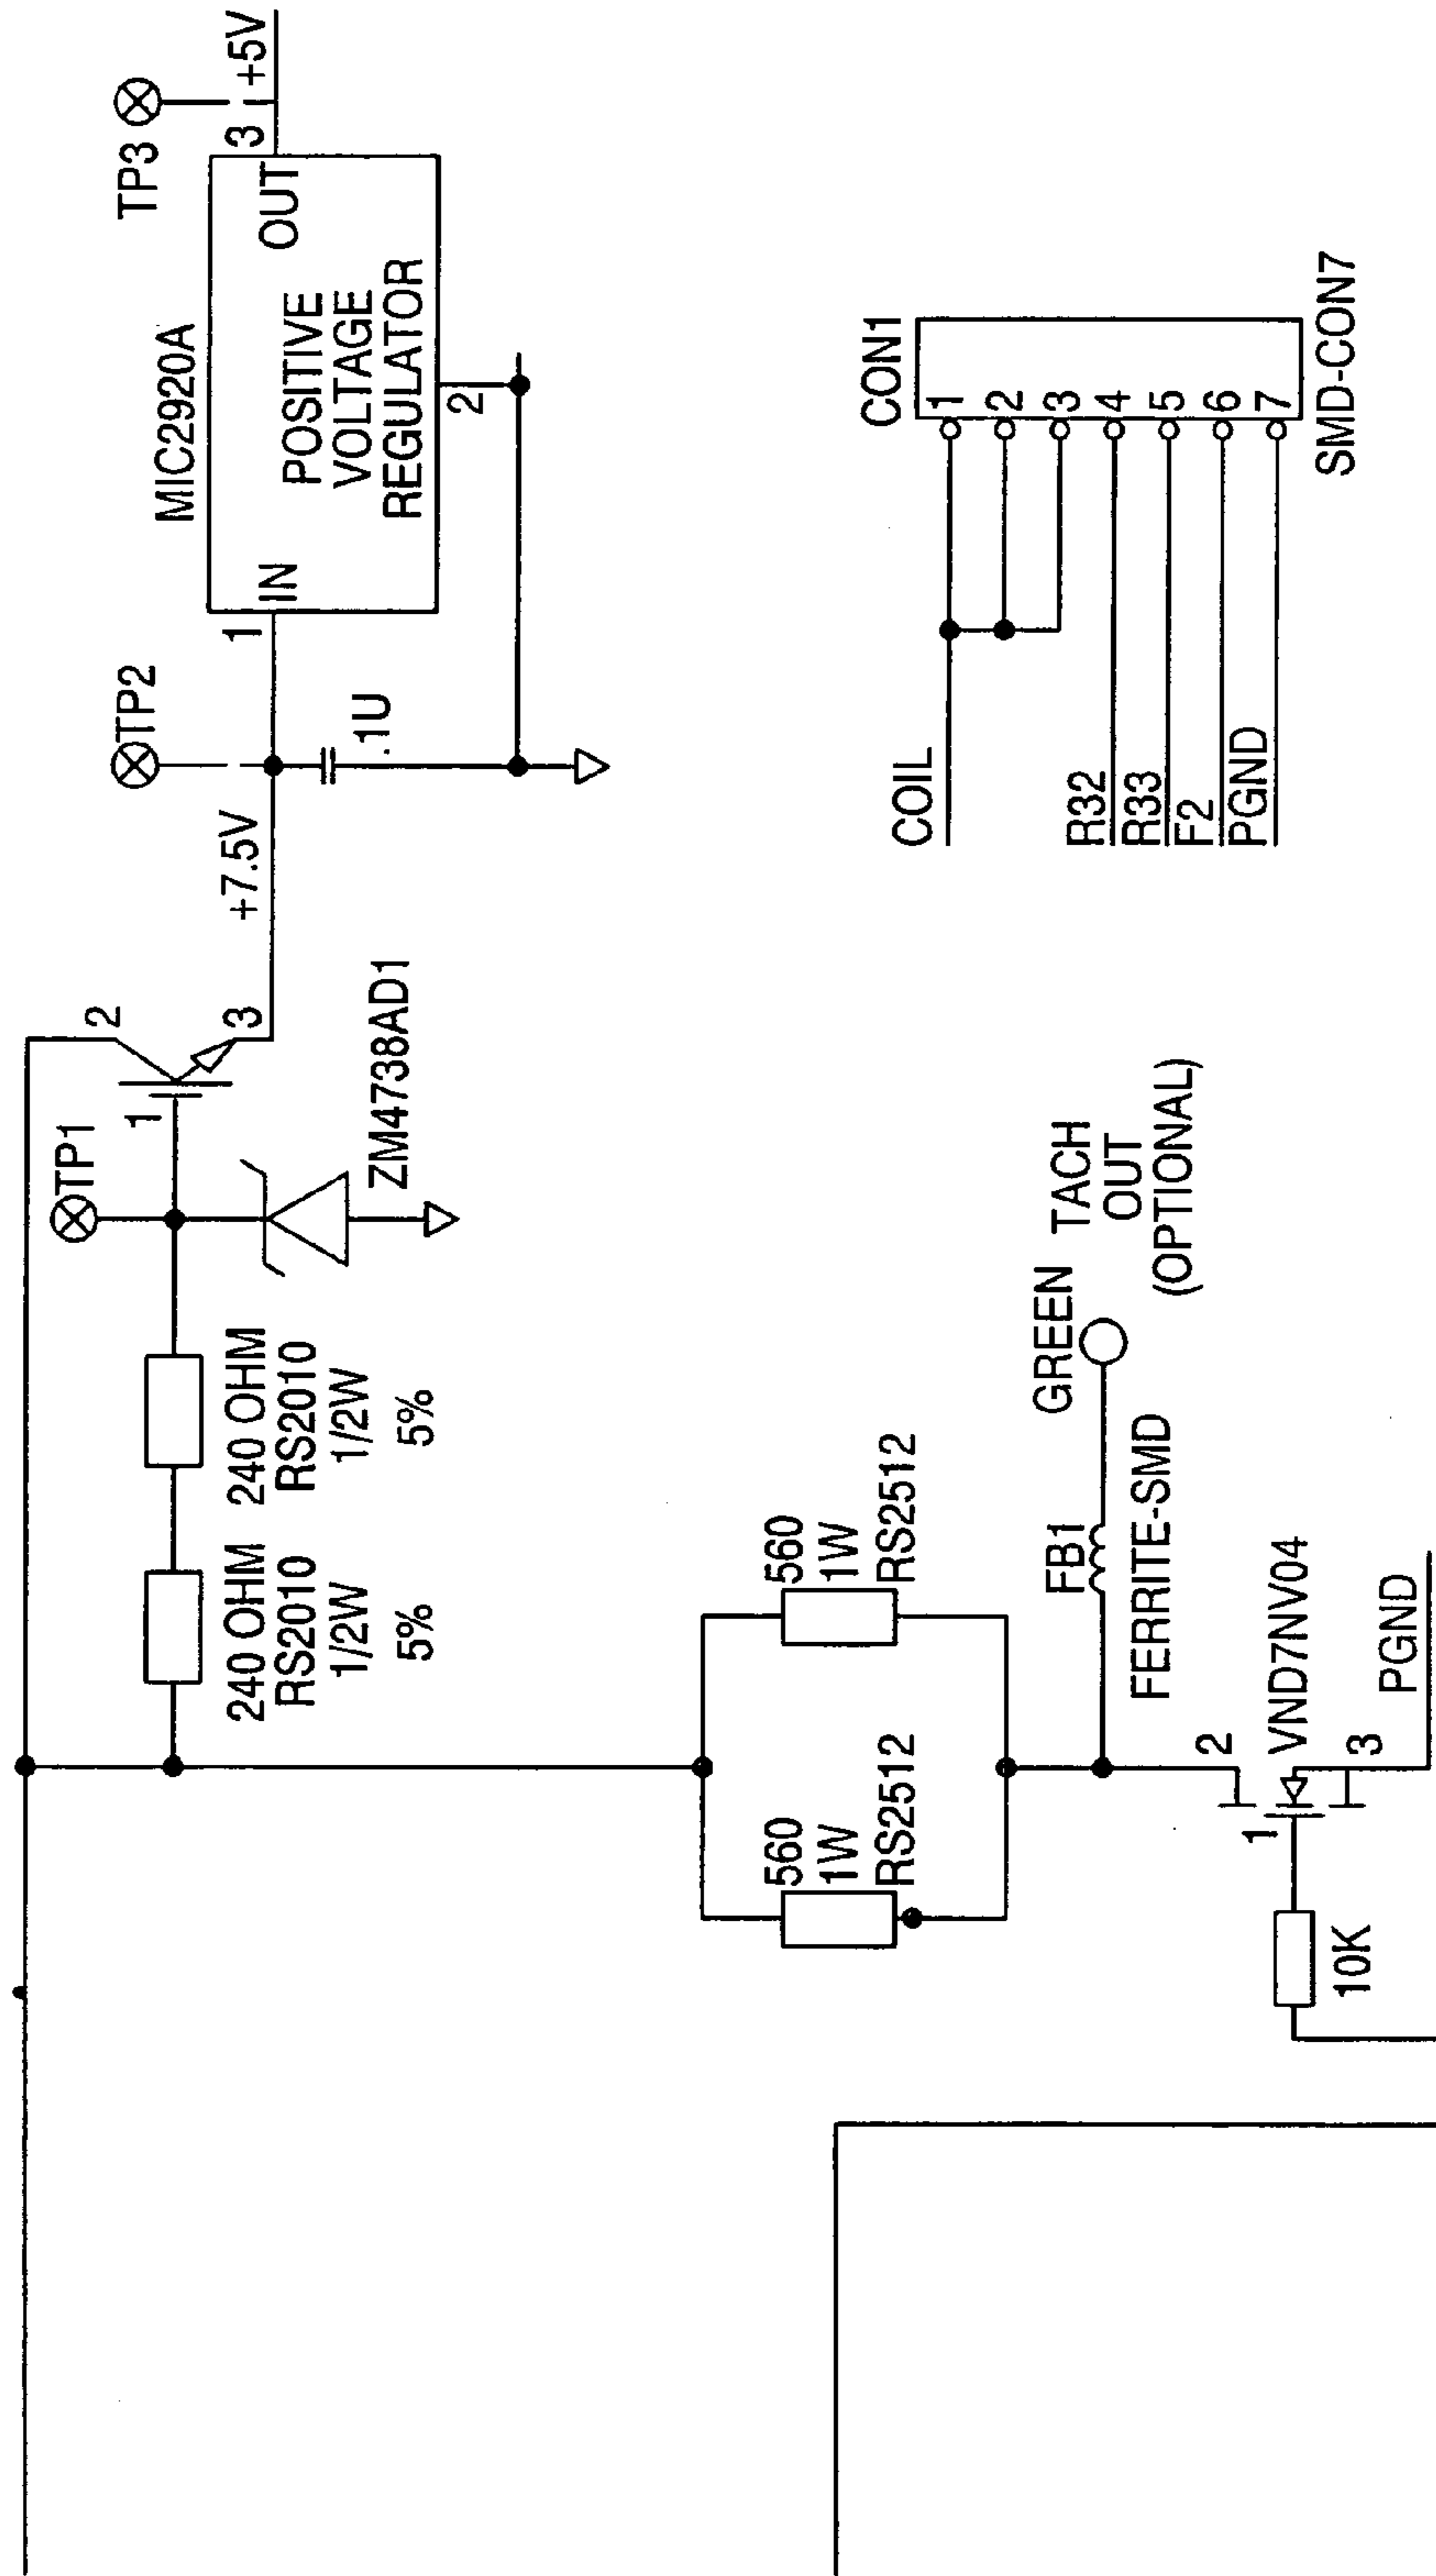 TP3
+5V
3
OUT
MIC2920A
POSITIVE
VOLTAGE
REGULATOR
2
IN
1
TP2
.1U
+7.5V
2
3
1
TP1
ZM4738AD1
240 OHM
RS2010
1/2W
5%
240 OHM
RS2010
1/2W
5%
CON1
1
2
3
4
5
6
7
SMD-CON7
COIL
R32
R33
F2
PGND
GREEN
TACH
OUT
(OPTIONAL)
FB1
FERRITE-SMD
560
1W
RS2512
560
1W
RS2512
VND7NV04
2
1
3
PGND
10K